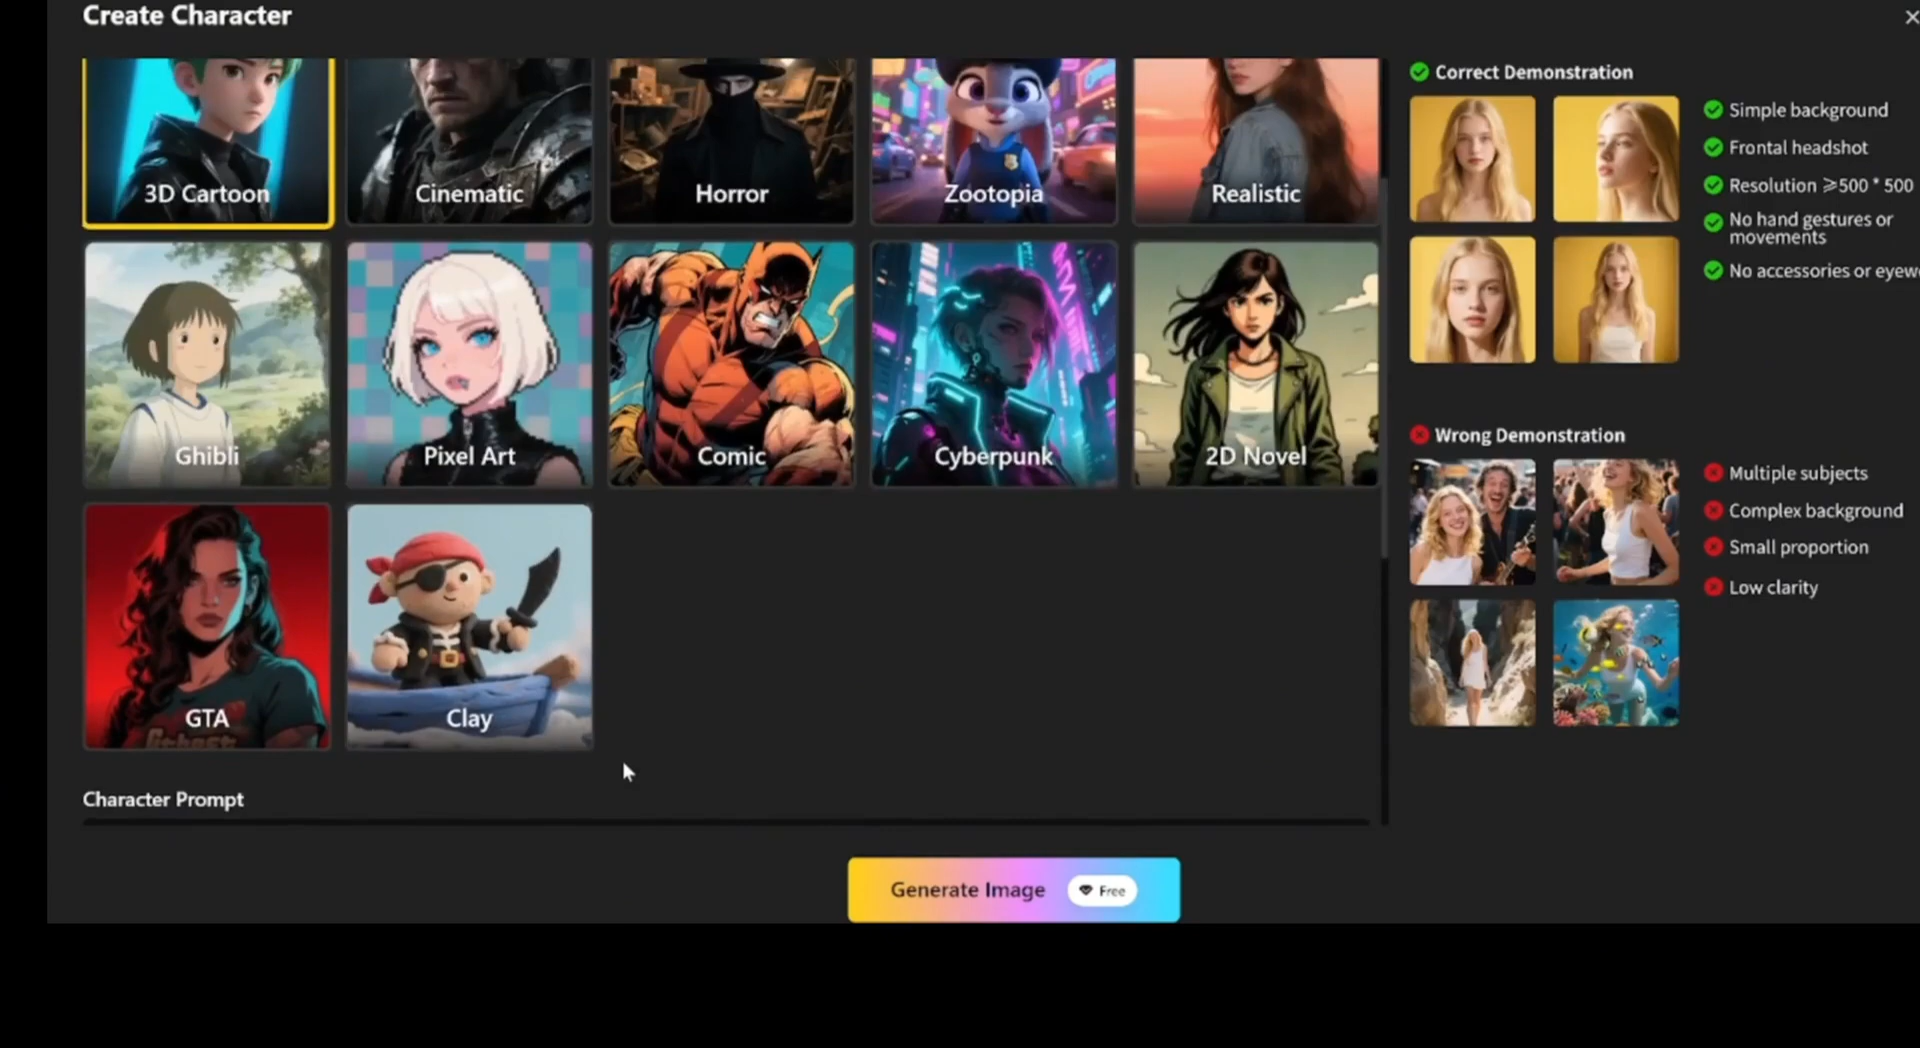 Create Character
3D Cartoon
Cinematic
Horror
Zootopia
Realistic
Ghibli
Pixel Art
Comic
Cyberpunk
2D Novel
GTA
Clay
Character Prompt
Generate Image
Free
Correct Demonstration
Simple background
Frontal headshot
Resolution ⩾500 * 500
No hand gestures or
movements
No accessories or
Wrong Demonstration
Multiple subjects
Complex background
Small proportion
Low clarity